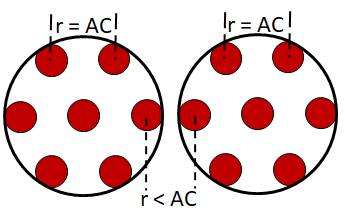 r = AC
r = AC
r < AC